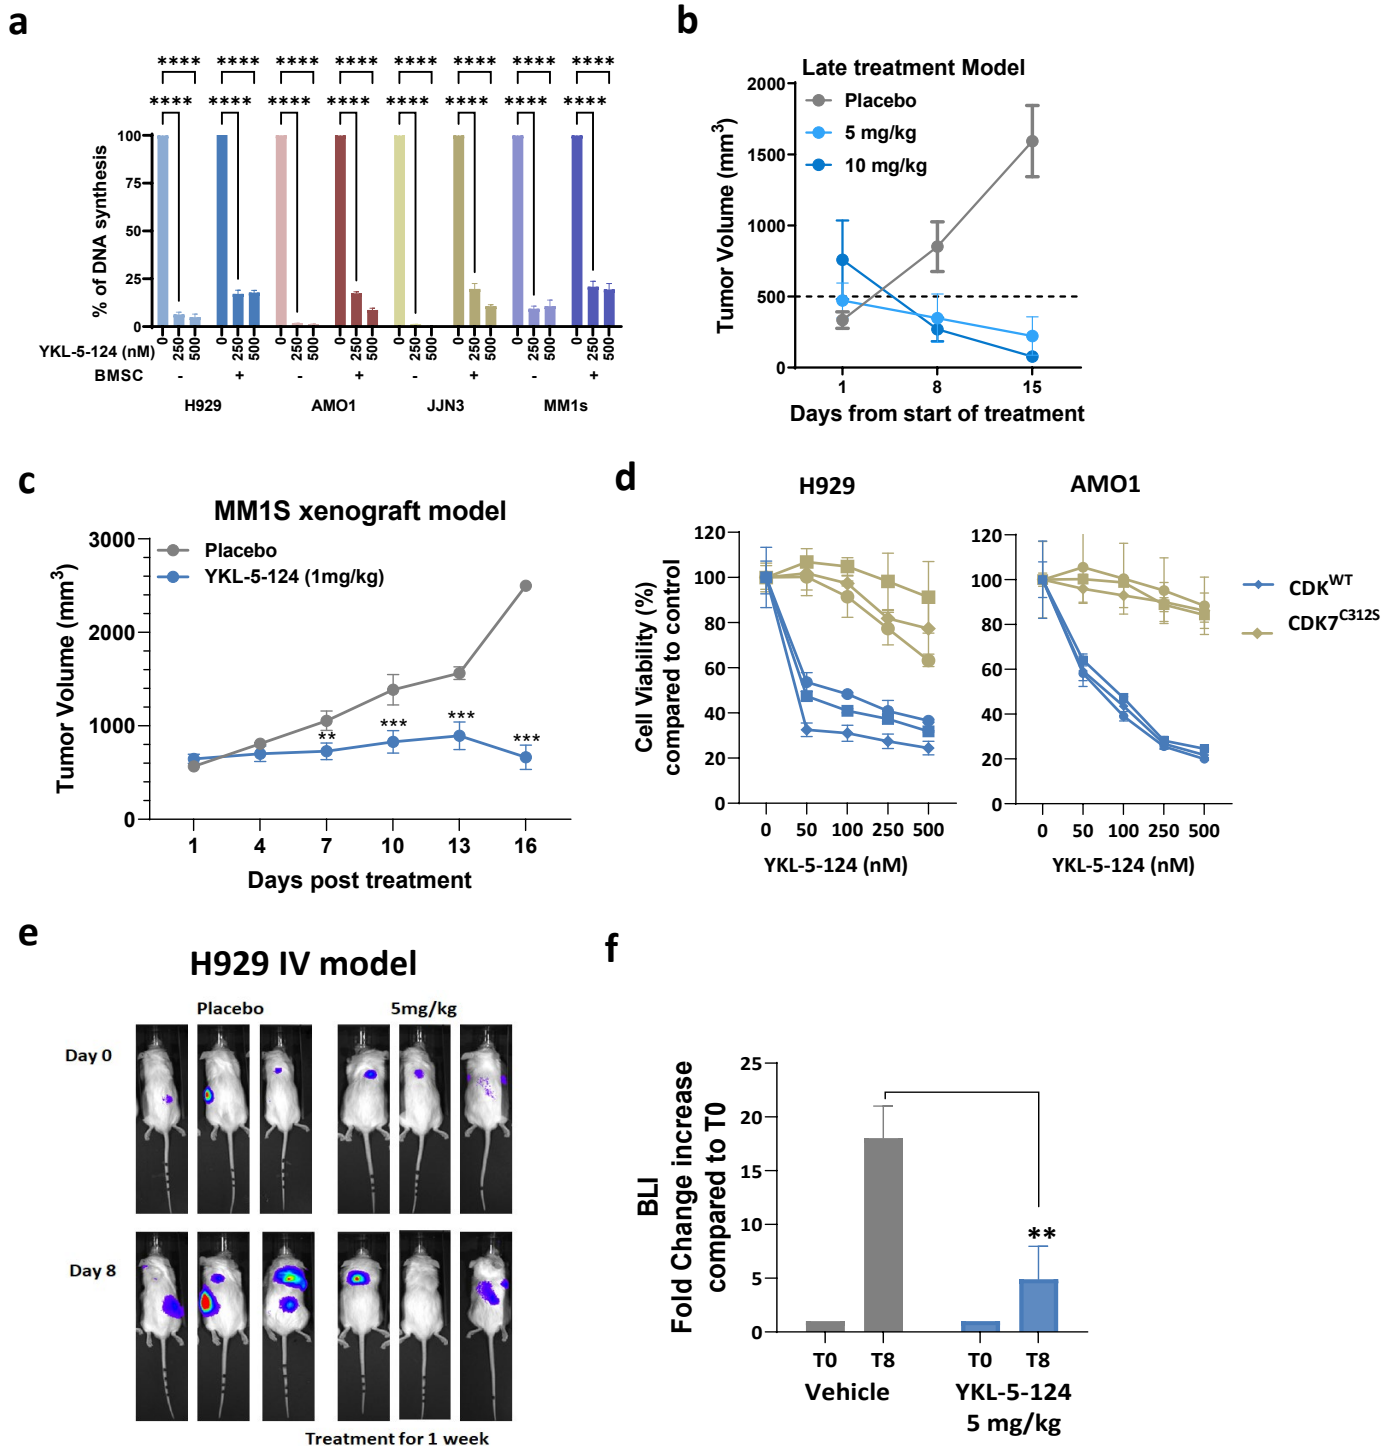 a
**** **** **** **** **** **** **** ****
**** **** **** **** **** **** **** ****
% of DNA synthesis
100
75
50
25
0
YKL-5-124 (nM)
0 250 500 0 250 500 0 250 500 0 250 500 0 250 500 0 250 500 0 250 500 0 250 500
BMSC - + - + - + - +
H929 AMO1 JJN3 MM1s
b
Late treatment Model
Placebo
5 mg/kg
10 mg/kg
Tumor Volume (mm3)
2000
1500
1000
500
0
1 8 15
Days from start of treatment
c
MM1S xenograft model
Placebo
YKL-5-124 (1mg/kg)
Tumor Volume (mm3)
3000
2000
1000
0
** *** *** ***
1 4 7 10 13 16
Days post treatment
d
H929
Cell Viability (%)
compared to control
120
100
80
60
40
20
0
0 50 100 250 500
YKL-5-124 (nM)
AMO1
120
100
80
60
40
20
0
0 50 100 250 500
YKL-5-124 (nM)
CDKWT
CDK7C312S
e
H929 IV model
Placebo 5mg/kg
Day 0
Day 8
Treatment for 1 week
f
BLI
Fold Change increase
compared to T0
25
20
15
10
5
0
**
T0 T8 T0 T8
Vehicle YKL-5-124
5 mg/kg